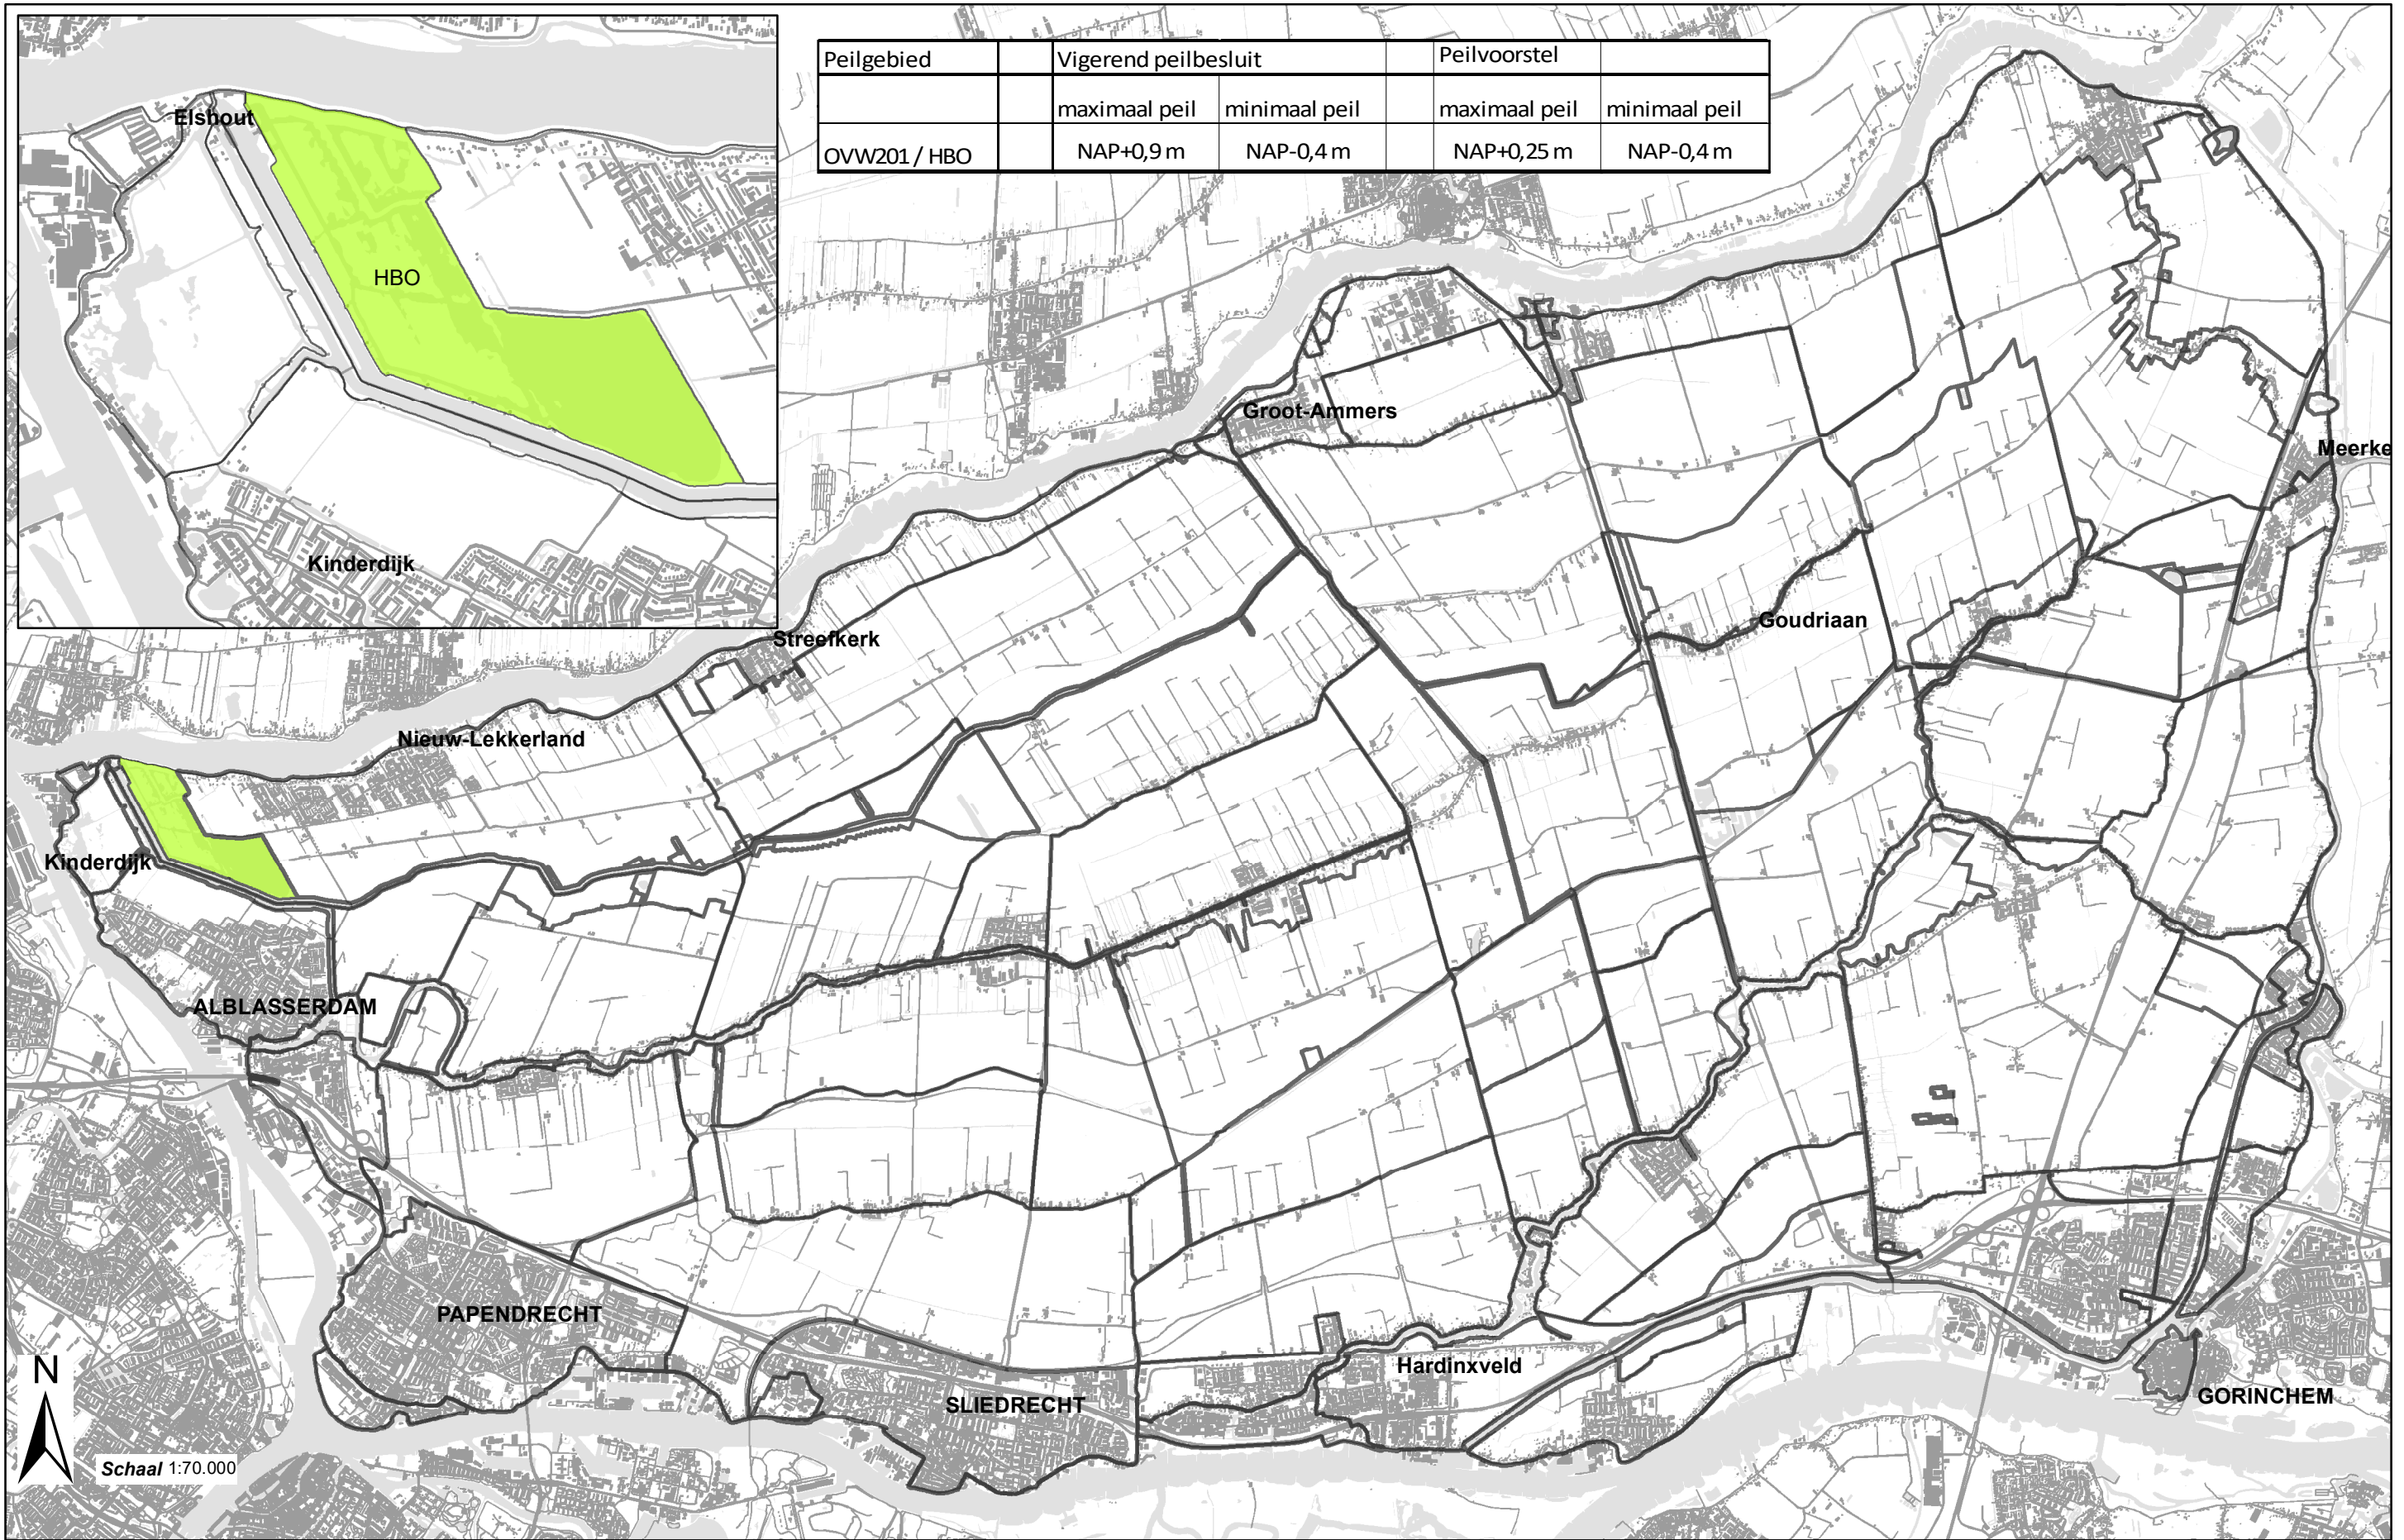 Peilgebied Vigerend peilbesluit Peilvoorstel
maximaal peil minimaal peil maximaal peil minimaal peil
OVW201 / HBO NAP+0,9 m NAP-0,4 m NAP+0,25 m NAP-0,4 m
Elshout
HBO
Kinderdijk
Groot-Ammers
Meerke
Goudriaan
Streefkerk
Nieuw-Lekkerland
Kinderdijk
ALBLASSERDAM
PAPENDRECHT
Hardinxveld
SLIEDRECHT
GORINCHEM
N
Schaal 1:70.000